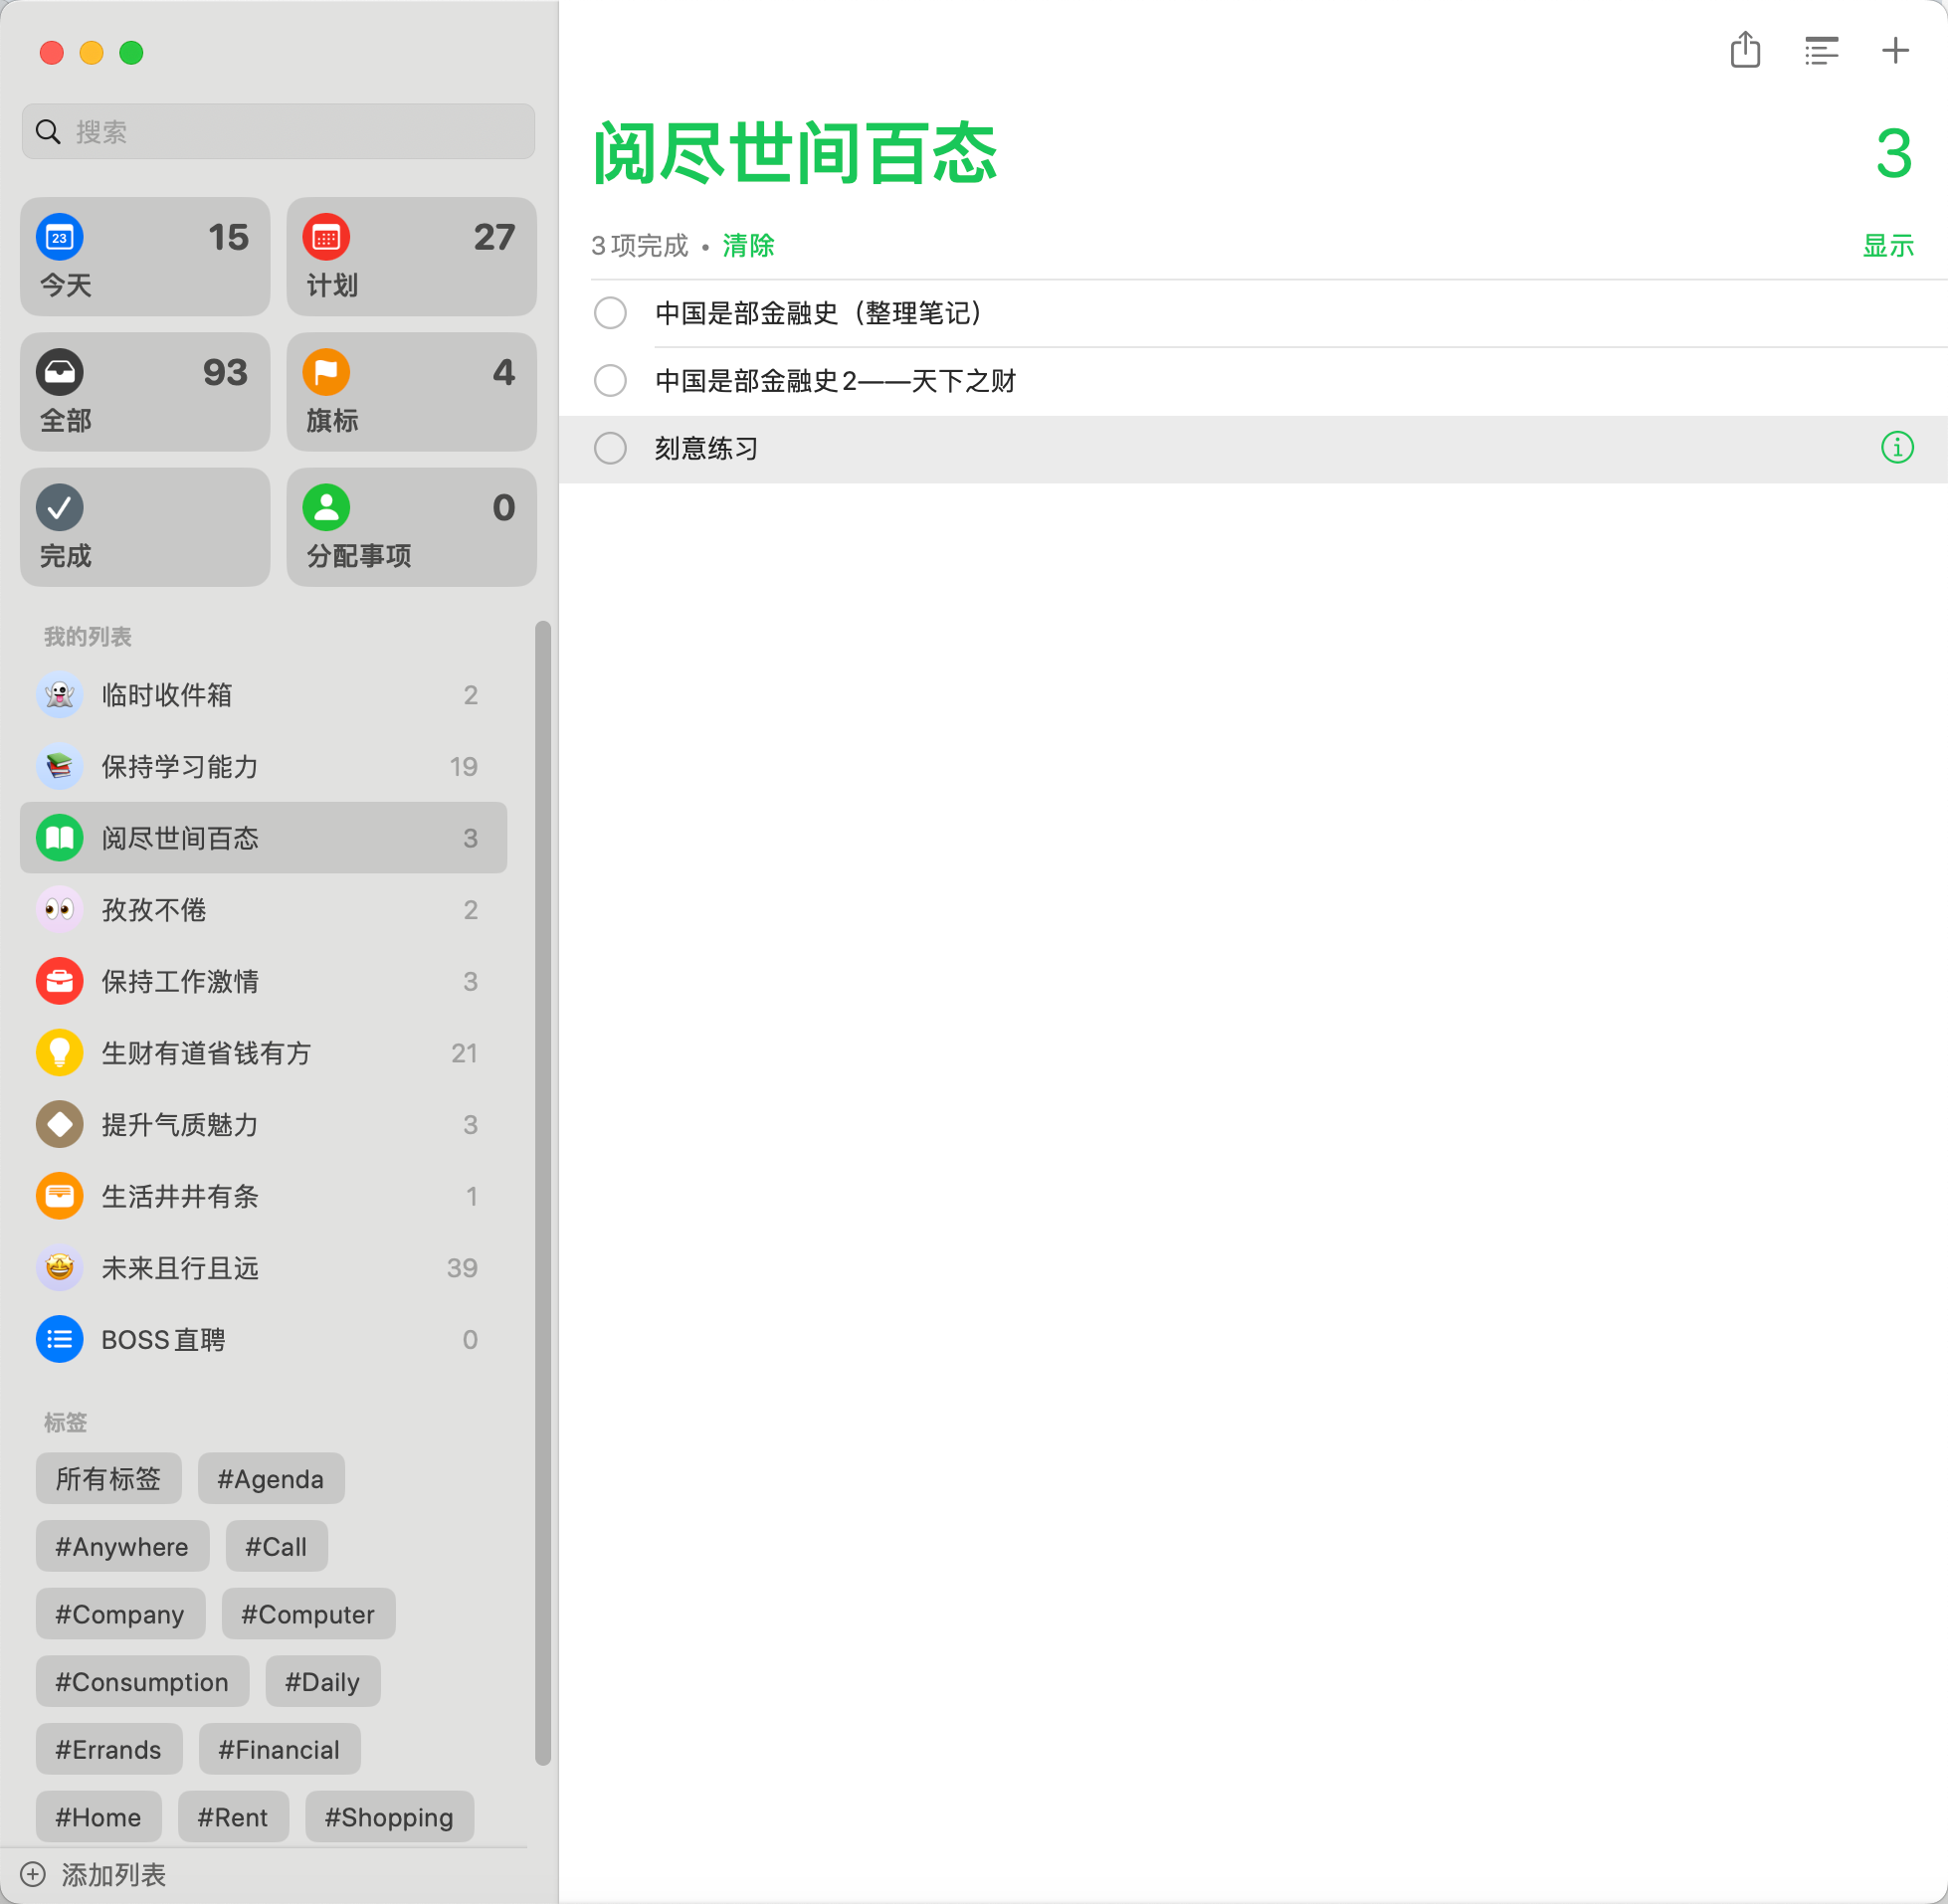 搜索
23
15
今天
27
计划
93
全部
4
旗标
完成
0
分配事项
我的列表
临时收件箱 2
保持学习能力 19
阅尽世间百态 3
孜孜不倦 2
保持工作激情 3
生财有道省钱有方 21
提升气质魅力 3
生活井井有条 1
未来且行且远 39
BOSS直聘 0
标签
所有标签 #Agenda
#Anywhere #Call
#Company #Computer
#Consumption #Daily
#Errands #Financial
#Home #Rent #Shopping
添加列表
阅尽世间百态 3
3项完成 • 清除 显示
中国是部金融史（整理笔记）
中国是部金融史2——天下之财
刻意练习